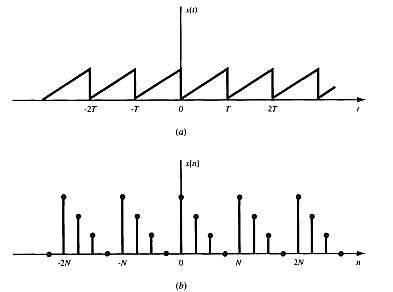 x(t)
-2T -T 0 T 2T t
(a)
x[n]
-2N -N 0 N 2N n
(b)